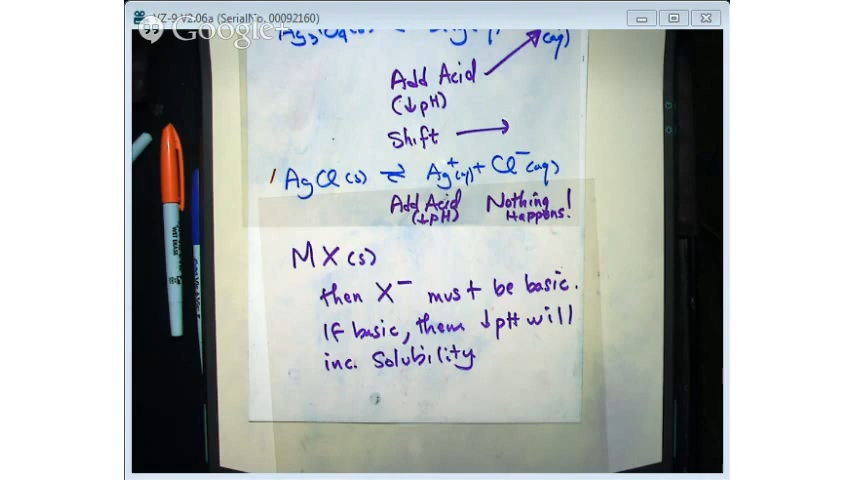 VZ-9 V2.06a (SerialNo. 00092160)
Google+
(aq)
Add Acid
(↓pH)
Shift →
AgCl(s) ⇌ Ag⁺(aq) + Cl⁻(aq)
Add Acid Nothing
(↓pH) Happens!
MX(s)
then X⁻ must be basic.
If basic, then ↓pH will
inc. Solubility